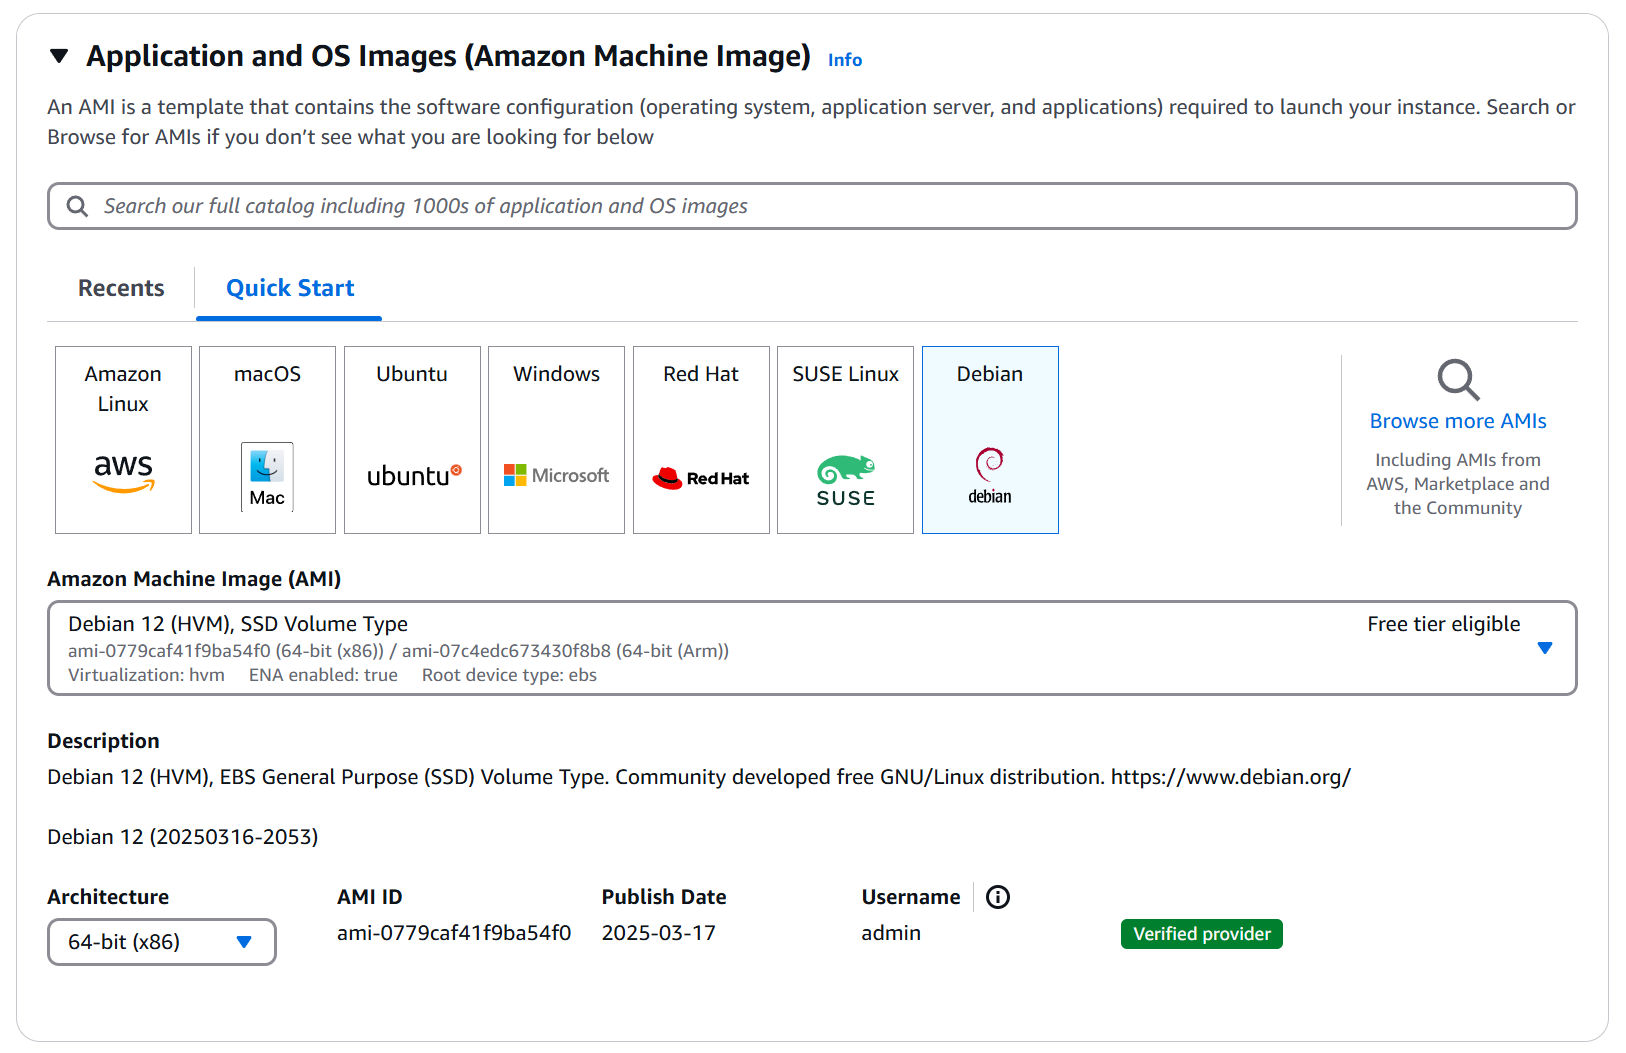 Application and OS Images (Amazon Machine Image) Info
An AMI is a template that contains the software configuration (operating system, application server, and applications) required to launch your instance. Search or
Browse for AMIs if you don’t see what you are looking for below
Search our full catalog including 1000s of application and OS images
Recents
Quick Start
Amazon
Linux
aws
macOS
Mac
Ubuntu
ubuntu
Windows
Microsoft
Red Hat
Red Hat
SUSE Linux
SUSE
Debian
debian
Browse more AMIs
Including AMIs from
AWS, Marketplace and
the Community
Amazon Machine Image (AMI)
Debian 12 (HVM), SSD Volume Type
Free tier eligible
ami-0779caf41f9ba54f0 (64-bit (x86)) / ami-07c4edc673430f8b8 (64-bit (Arm))
Virtualization: hvm ENA enabled: true Root device type: ebs
Description
Debian 12 (HVM), EBS General Purpose (SSD) Volume Type. Community developed free GNU/Linux distribution. https://www.debian.org/
Debian 12 (20250316-2053)
Architecture
64-bit (x86)
AMI ID
ami-0779caf41f9ba54f0
Publish Date
2025-03-17
Username
admin
Verified provider